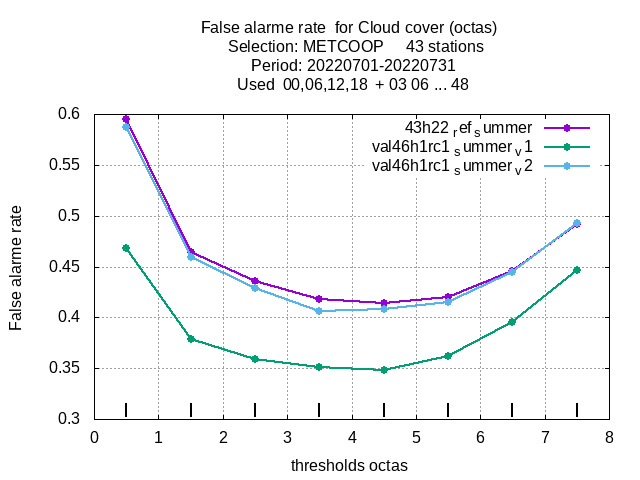 False alarme rate  for Cloud cover (octas)
Selection: METCOOP     43 stations
Period: 20220701-20220731
Used  00,06,12,18  + 03 06 ... 48
43h22 ref summer
val46h1rc1 summer v1
val46h1rc1 summer v2
0.6
0.55
0.5
0.45
0.4
0.35
0.3
False alarme rate
0 1 2 3 4 5 6 7 8
thresholds octas